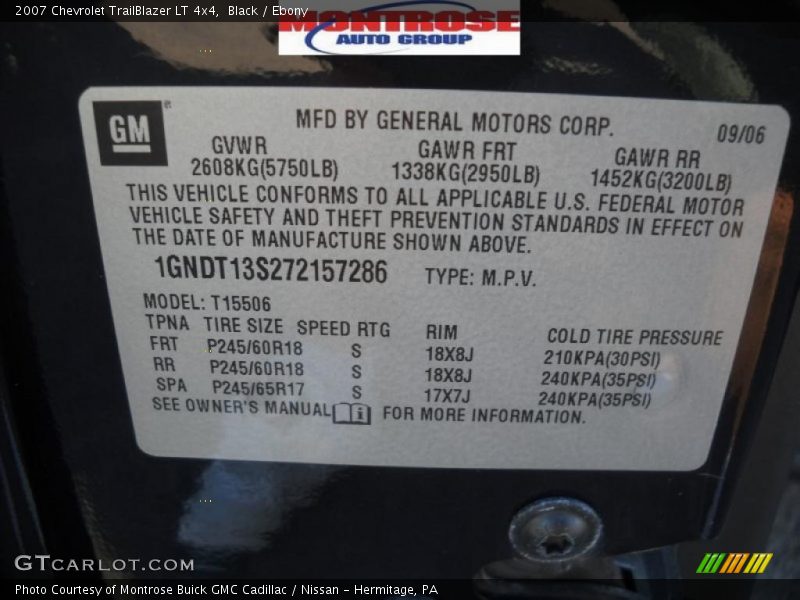 2007 Chevrolet TrailBlazer LT 4x4,  Black / Ebony
MONTROSE
AUTO GROUP
GM
MFD BY GENERAL MOTORS CORP.
09/06
GVWR GAWR FRT GAWR RR
2608KG(5750LB) 1338KG(2950LB) 1452KG(3200LB)
THIS VEHICLE CONFORMS TO ALL APPLICABLE U.S. FEDERAL MOTOR
VEHICLE SAFETY AND THEFT PREVENTION STANDARDS IN EFFECT ON
THE DATE OF MANUFACTURE SHOWN ABOVE.
1GNDT13S272157286 TYPE: M.P.V.
MODEL: T15506
TPNA TIRE SIZE SPEED RTG RIM COLD TIRE PRESSURE
FRT P245/60R18 S 18X8J 210KPA(30PSI)
RR P245/60R18 S 18X8J 240KPA(35PSI)
SPA P245/65R17 S 17X7J 240KPA(35PSI)
SEE OWNER'S MANUAL FOR MORE INFORMATION.
GTCARLOT.COM
Photo Courtesy of Montrose Buick GMC Cadillac / Nissan - Hermitage, PA